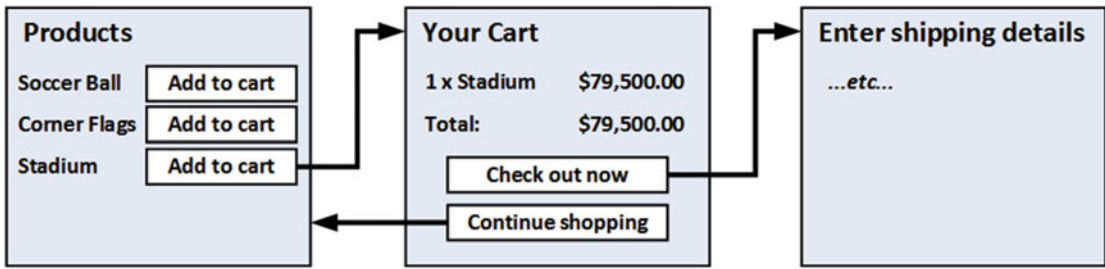 Products
Soccer Ball Add to cart
Corner Flags Add to cart
Stadium Add to cart
Your Cart
1 x Stadium $79,500.00
Total: $79,500.00
Check out now
Continue shopping
Enter shipping details
...etc...